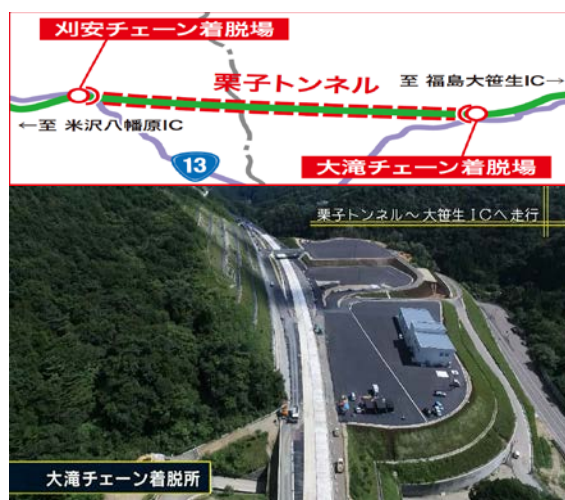 刈安チェーン着脱場
栗子トンネル
至 福島大笹生IC→
←至 米沢八幡原IC
13
大滝チェーン着脱場
栗子トンネル～大笹生ICへ走行
大滝チェーン着脱所